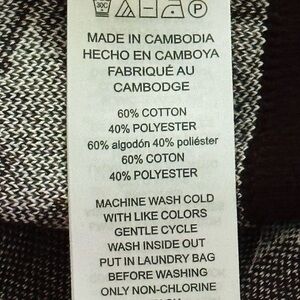 30C
P
MADE IN CAMBODIA
HECHO EN CAMBOYA
FABRIQUÉ AU
CAMBODGE
60% COTTON
40% POLYESTER
60% algodón 40% poliéster
60% COTON
40% POLYESTER
MACHINE WASH COLD
WITH LIKE COLORS
GENTLE CYCLE
WASH INSIDE OUT
PUT IN LAUNDRY BAG
BEFORE WASHING
ONLY NON-CHLORINE